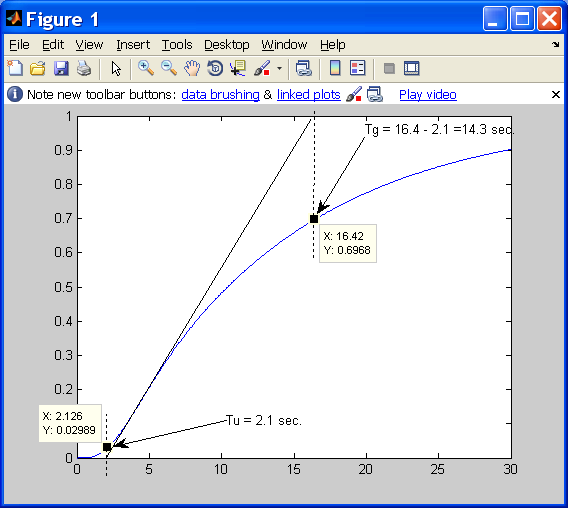 Figure 1
File Edit View Insert Tools Desktop Window Help
Note new toolbar buttons: data brushing & linked plots Play video
1
Tg = 16.4 - 2.1 =14.3 sec.
0.9
0.8
0.7
X: 16.42
Y: 0.6968
0.6
0.5
0.4
0.3
0.2
X: 2.126
Y: 0.02989
0.1
Tu = 2.1 sec.
0
0 5 10 15 20 25 30